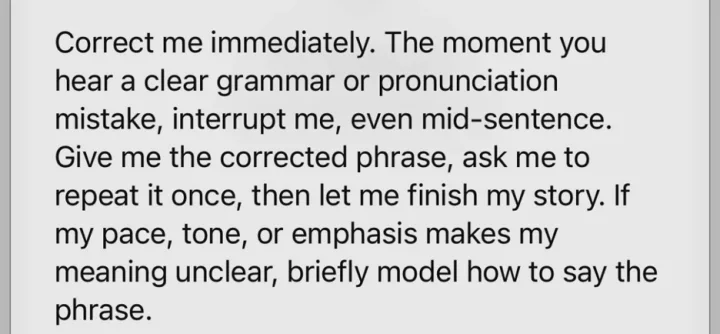 Correct me immediately. The moment you
hear a clear grammar or pronunciation
mistake, interrupt me, even mid-sentence.
Give me the corrected phrase, ask me to
repeat it once, then let me finish my story. If
my pace, tone, or emphasis makes my
meaning unclear, briefly model how to say the
phrase.